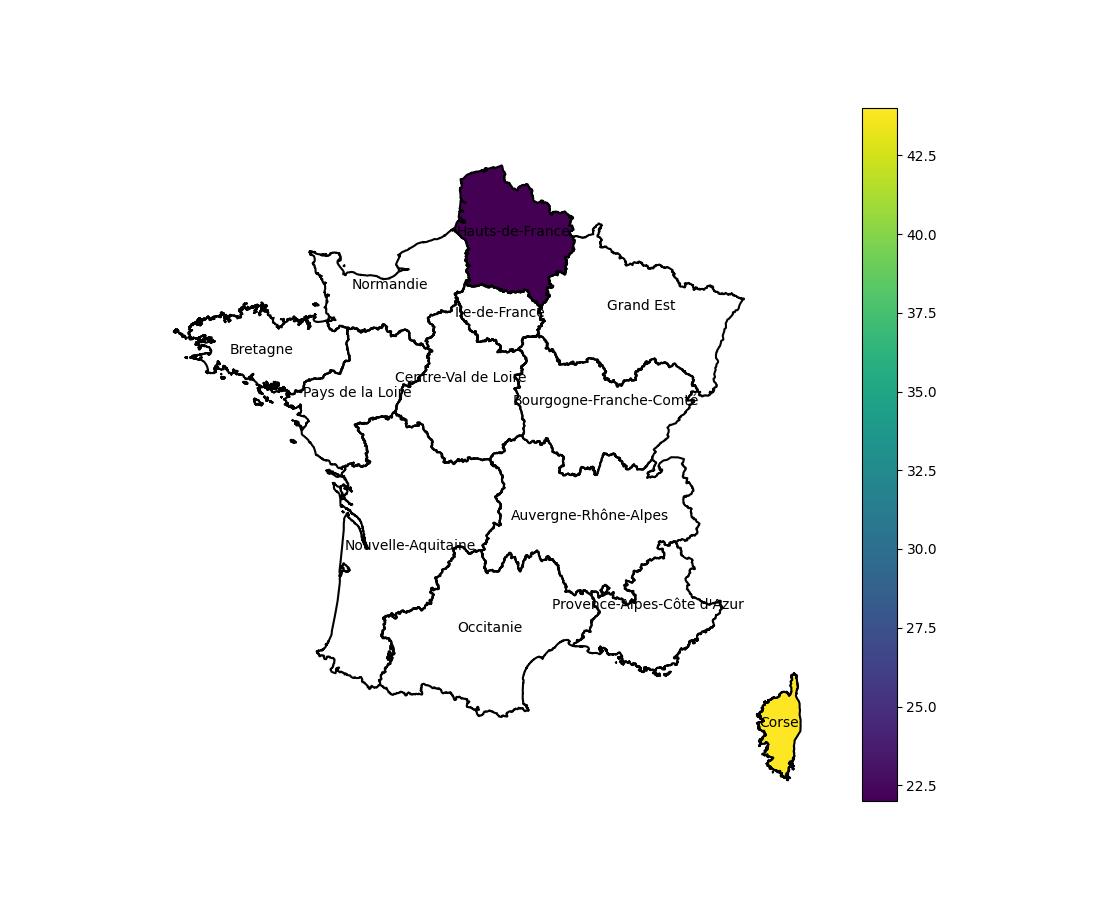 Hauts-de-France
Normandie
Île-de-France
Grand Est
Bretagne
Centre-Val de Loire
Pays de la Loire
Bourgogne-Franche-Comté
Auvergne-Rhône-Alpes
Nouvelle-Aquitaine
Provence-Alpes-Côte d'Azur
Occitanie
Corse
42.5
40.0
37.5
35.0
32.5
30.0
27.5
25.0
22.5